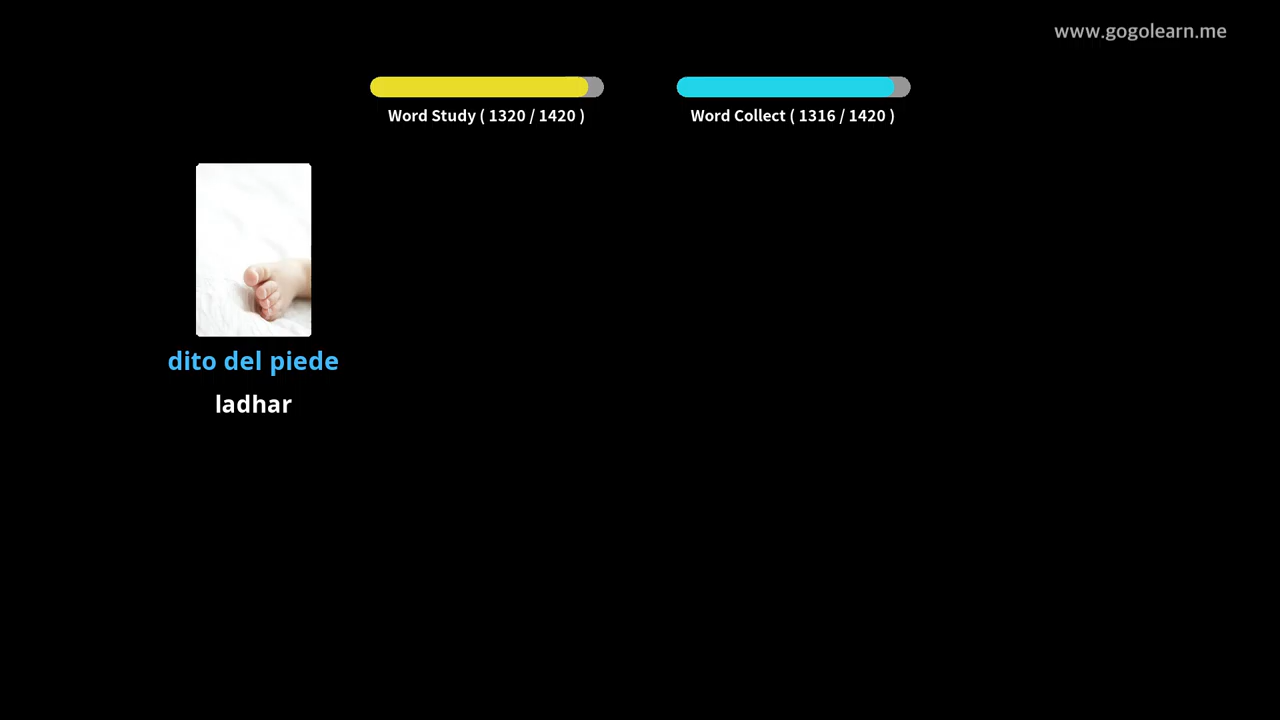 www.gogolearn.me
Word Study ( 1320 / 1420 )
Word Collect ( 1316 / 1420 )
dito del piede
ladhar